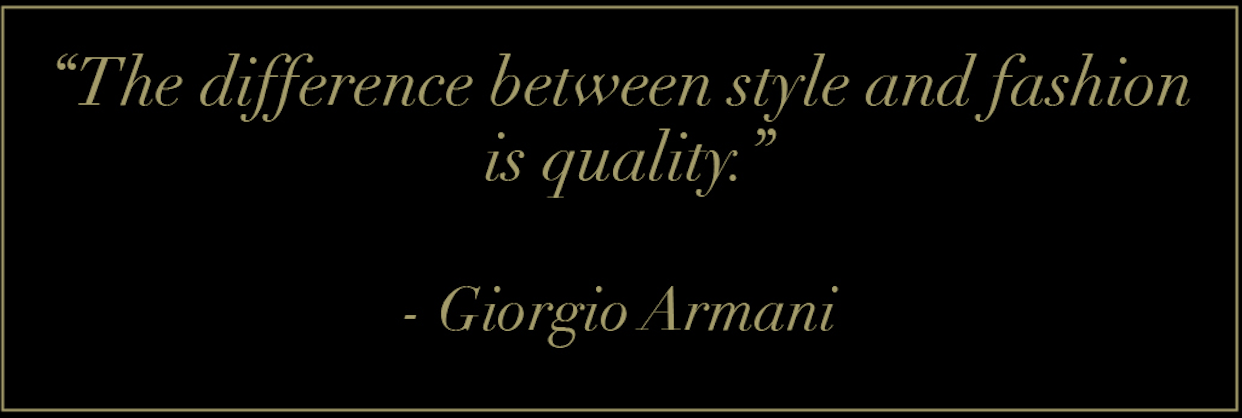 “The difference between style and fashion
is quality.”
- Giorgio Armani